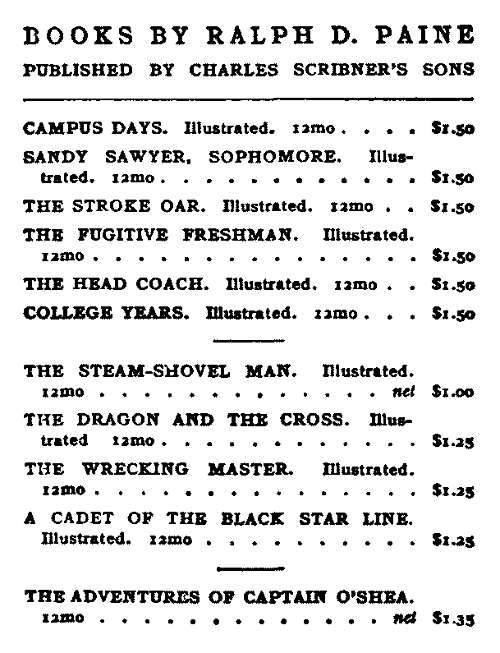 BOOKS BY RALPH D. PAINE
PUBLISHED BY CHARLES SCRIBNER'S SONS
CAMPUS DAYS. Illustrated. 12mo . . . . $1.50
SANDY SAWYER, SOPHOMORE. Illus-
trated. 12mo . . . . . . . . . . . . $1.50
THE STROKE OAR. Illustrated. 12mo . . $1.50
THE FUGITIVE FRESHMAN. Illustrated.
12mo . . . . . . . . . . . . . . . $1.50
THE HEAD COACH. Illustrated. 12mo . . $1.50
COLLEGE YEARS. Illustrated. 12mo . . . $1.50
THE STEAM-SHOVEL MAN. Illustrated.
12mo . . . . . . . . . . . . . net $1.00
THE DRAGON AND THE CROSS. Illus-
trated 12mo . . . . . . . . . . . . $1.25
THE WRECKING MASTER. Illustrated.
12mo . . . . . . . . . . . . . . . $1.25
A CADET OF THE BLACK STAR LINE.
Illustrated. 12mo . . . . . . . . . . $1.25
THE ADVENTURES OF CAPTAIN O'SHEA.
12mo . . . . . . . . . . . . . net $1.35